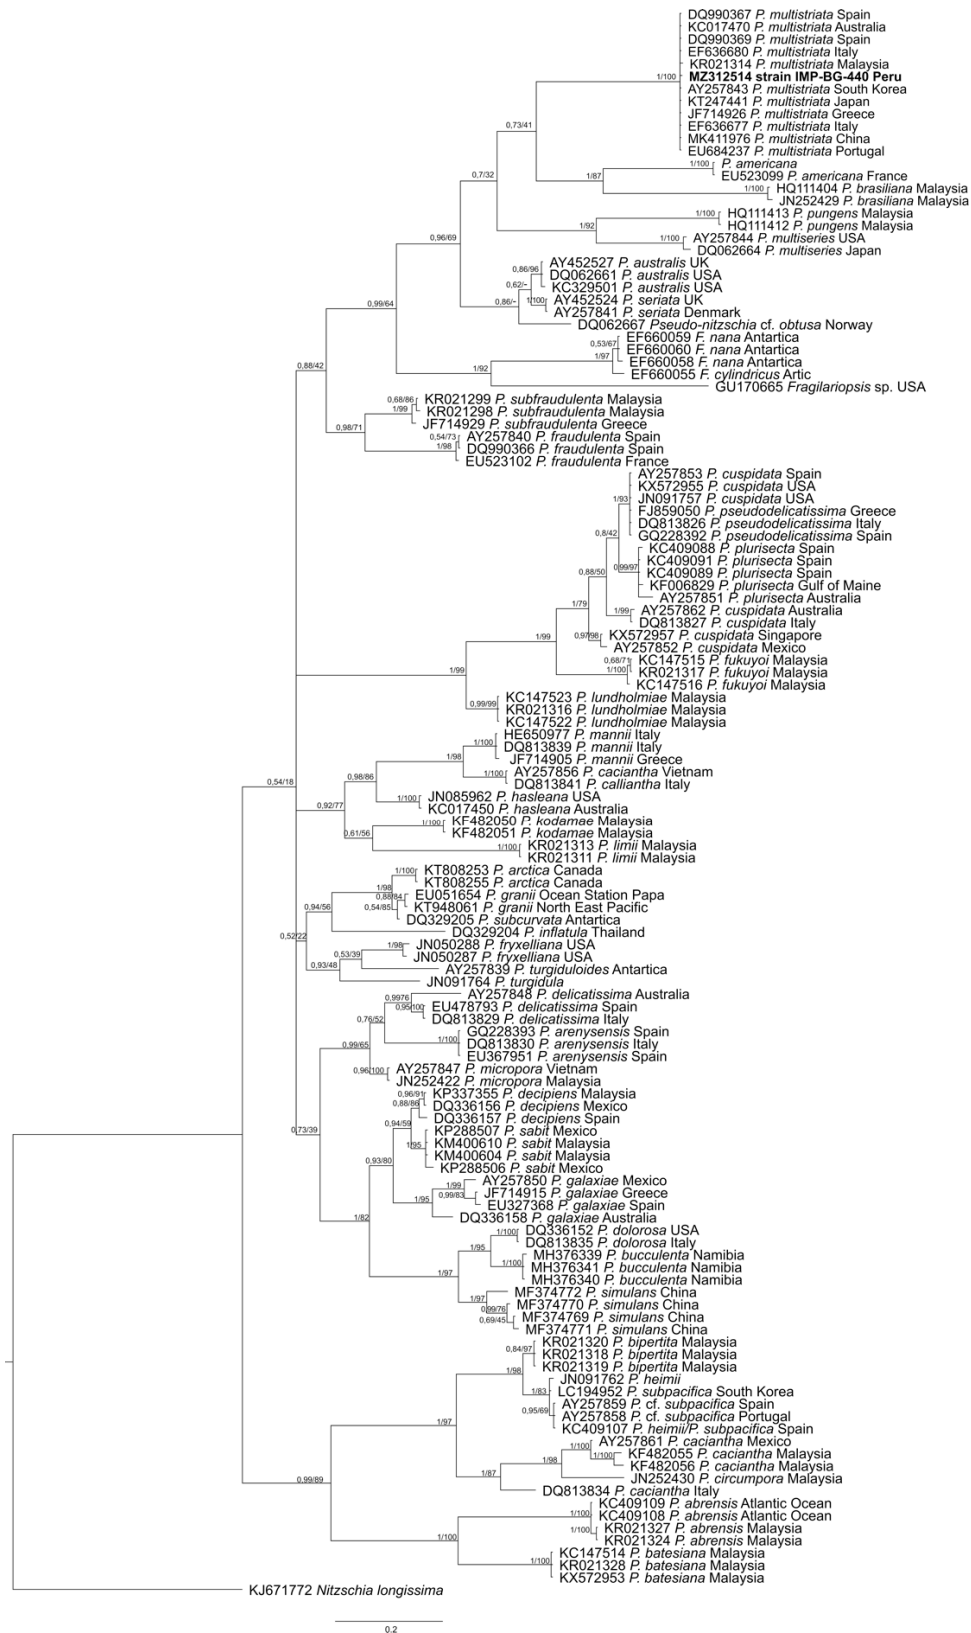 DQ990367 P. multistriata Spain
KC017470 P. multistriata Australia
DQ990369 P. multistriata Spain
EF636680 P. multistriata Italy
KR021314 P. multistriata Malaysia
1/100
MZ312514 strain IMP-BG-440 Peru
AY257843 P. multistriata South Korea
KT247441 P. multistriata Japan
JF714926 P. multistriata Greece
EF636677 P. multistriata Italy
MK411976 P. multistriata China
EU684237 P. multistriata Portugal
0,73/41
1/100
P. americana
EU523099 P. americana France
1/87
0,7/32
1/100
HQ111404 P. brasiliana Malaysia
JN252429 P. brasiliana Malaysia
1/100
HQ111413 P. pungens Malaysia
HQ111412 P. pungens Malaysia
1/92
1/100
AY257844 P. multiseries USA
DQ062664 P. multiseries Japan
0,96/69
AY452527 P. australis UK
0,86/96
DQ062661 P. australis USA
KC329501 P. australis USA
0,62/-
AY452524 P. seriata UK
1/100
0,86/-
AY257841 P. seriata Denmark
DQ062667 Pseudo-nitzschia cf. obtusa Norway
0,99/64
EF660059 F. nana Antartica
0,53/67
EF660060 F. nana Antartica
1/97
EF660058 F. nana Antartica
EF660055 F. cylindricus Artic
1/92
GU170665 Fragilariopsis sp. USA
0,88/42
0,68/86
KR021299 P. subfraudulenta Malaysia
1/99
KR021298 P. subfraudulenta Malaysia
JF714929 P. subfraudulenta Greece
0,98/71
0,54/73
AY257840 P. fraudulenta Spain
1/98
DQ990366 P. fraudulenta Spain
EU523102 P. fraudulenta France
AY257853 P. cuspidata Spain
KX572955 P. cuspidata USA
1/93
JN091757 P. cuspidata USA
FJ859050 P. pseudodelicatissima Greece
DQ813826 P. pseudodelicatissima Italy
0,8/42
GQ228392 P. pseudodelicatissima Spain
KC409088 P. plurisecta Spain
KC409091 P. plurisecta Spain
0,99/97
0,88/50
KC409089 P. plurisecta Spain
KF006829 P. plurisecta Gulf of Maine
AY257851 P. plurisecta Australia
1/79
1/99
AY257862 P. cuspidata Australia
DQ813827 P. cuspidata Italy
0,97/98
KX572957 P. cuspidata Singapore
AY257852 P. cuspidata Mexico
1/99
0,68/71
KC147515 P. fukuyoi Malaysia
1/100
KR021317 P. fukuyoi Malaysia
KC147516 P. fukuyoi Malaysia
1/99
KC147523 P. lundholmiae Malaysia
0,99/99
KR021316 P. lundholmiae Malaysia
KC147522 P. lundholmiae Malaysia
HE650977 P. mannii Italy
1/100
DQ813839 P. mannii Italy
1/98
JF714905 P. mannii Greece
1/100
AY257856 P. caciantha Vietnam
DQ813841 P. calliantha Italy
0,98/86
0,54/18
1/100
JN085962 P. hasleana USA
KC017450 P. hasleana Australia
0,92/77
1/100
KF482050 P. kodamae Malaysia
KF482051 P. kodamae Malaysia
0,61/56
1/100
KR021313 P. limii Malaysia
KR021311 P. limii Malaysia
1/100
KT808253 P. arctica Canada
KT808255 P. arctica Canada
1/98
0,88/84
EU051654 P. granii Ocean Station Papa
0,54/85
KT948061 P. granii North East Pacific
0,94/56
DQ329205 P. subcurvata Antartica
DQ329204 P. inflatula Thailand
0,52/22
1/98
JN050288 P. fryxelliana USA
0,53/39
JN050287 P. fryxelliana USA
0,93/48
AY257839 P. turgiduloides Antartica
JN091764 P. turgidula
AY257848 P. delicatissima Australia
0,9976
0,95/100
EU478793 P. delicatissima Spain
DQ813829 P. delicatissima Italy
0,76/52
GQ228393 P. arenysensis Spain
1/100
DQ813830 P. arenysensis Italy
0,99/65
EU367951 P. arenysensis Spain
0,96/100
AY257847 P. micropora Vietnam
JN252422 P. micropora Malaysia
0,96/91
KP337355 P. decipiens Malaysia
0,88/86
DQ336156 P. decipiens Mexico
DQ336157 P. decipiens Spain
0,94/59
0,73/39
KP288507 P. sabit Mexico
1/95
KM400610 P. sabit Malaysia
KM400604 P. sabit Malaysia
KP288506 P. sabit Mexico
0,93/80
1/99
AY257850 P. galaxiae Mexico
0,99/83
JF714915 P. galaxiae Greece
1/95
EU327368 P. galaxiae Spain
DQ336158 P. galaxiae Australia
1/82
1/100
DQ336152 P. dolorosa USA
DQ813835 P. dolorosa Italy
1/95
MH376339 P. bucculenta Namibia
1/100
MH376341 P. bucculenta Namibia
1/97
MH376340 P. bucculenta Namibia
MF374772 P. simulans China
1/97
MF374770 P. simulans China
0,99/76
MF374769 P. simulans China
0,69/45
MF374771 P. simulans China
KR021320 P. bipertita Malaysia
0,84/97
KR021318 P. bipertita Malaysia
KR021319 P. bipertita Malaysia
1/98
JN091762 P. heimii
1/83
LC194952 P. subpacifica South Korea
AY257859 P. cf. subpacifica Spain
0,95/69
AY257858 P. cf. subpacifica Portugal
KC409107 P. heimii/P. subpacifica Spain
1/97
AY257861 P. caciantha Mexico
1/100
KF482055 P. caciantha Malaysia
1/100
1/98
KF482056 P. caciantha Malaysia
1/87
JN252430 P. circumpora Malaysia
DQ813834 P. caciantha Italy
0,99/89
KC409109 P. abrensis Atlantic Ocean
1/100
KC409108 P. abrensis Atlantic Ocean
1/100
KR021327 P. abrensis Malaysia
KR021324 P. abrensis Malaysia
1/100
KC147514 P. batesiana Malaysia
1/100
KR021328 P. batesiana Malaysia
KX572953 P. batesiana Malaysia
KJ671772 Nitzschia longissima
0.2